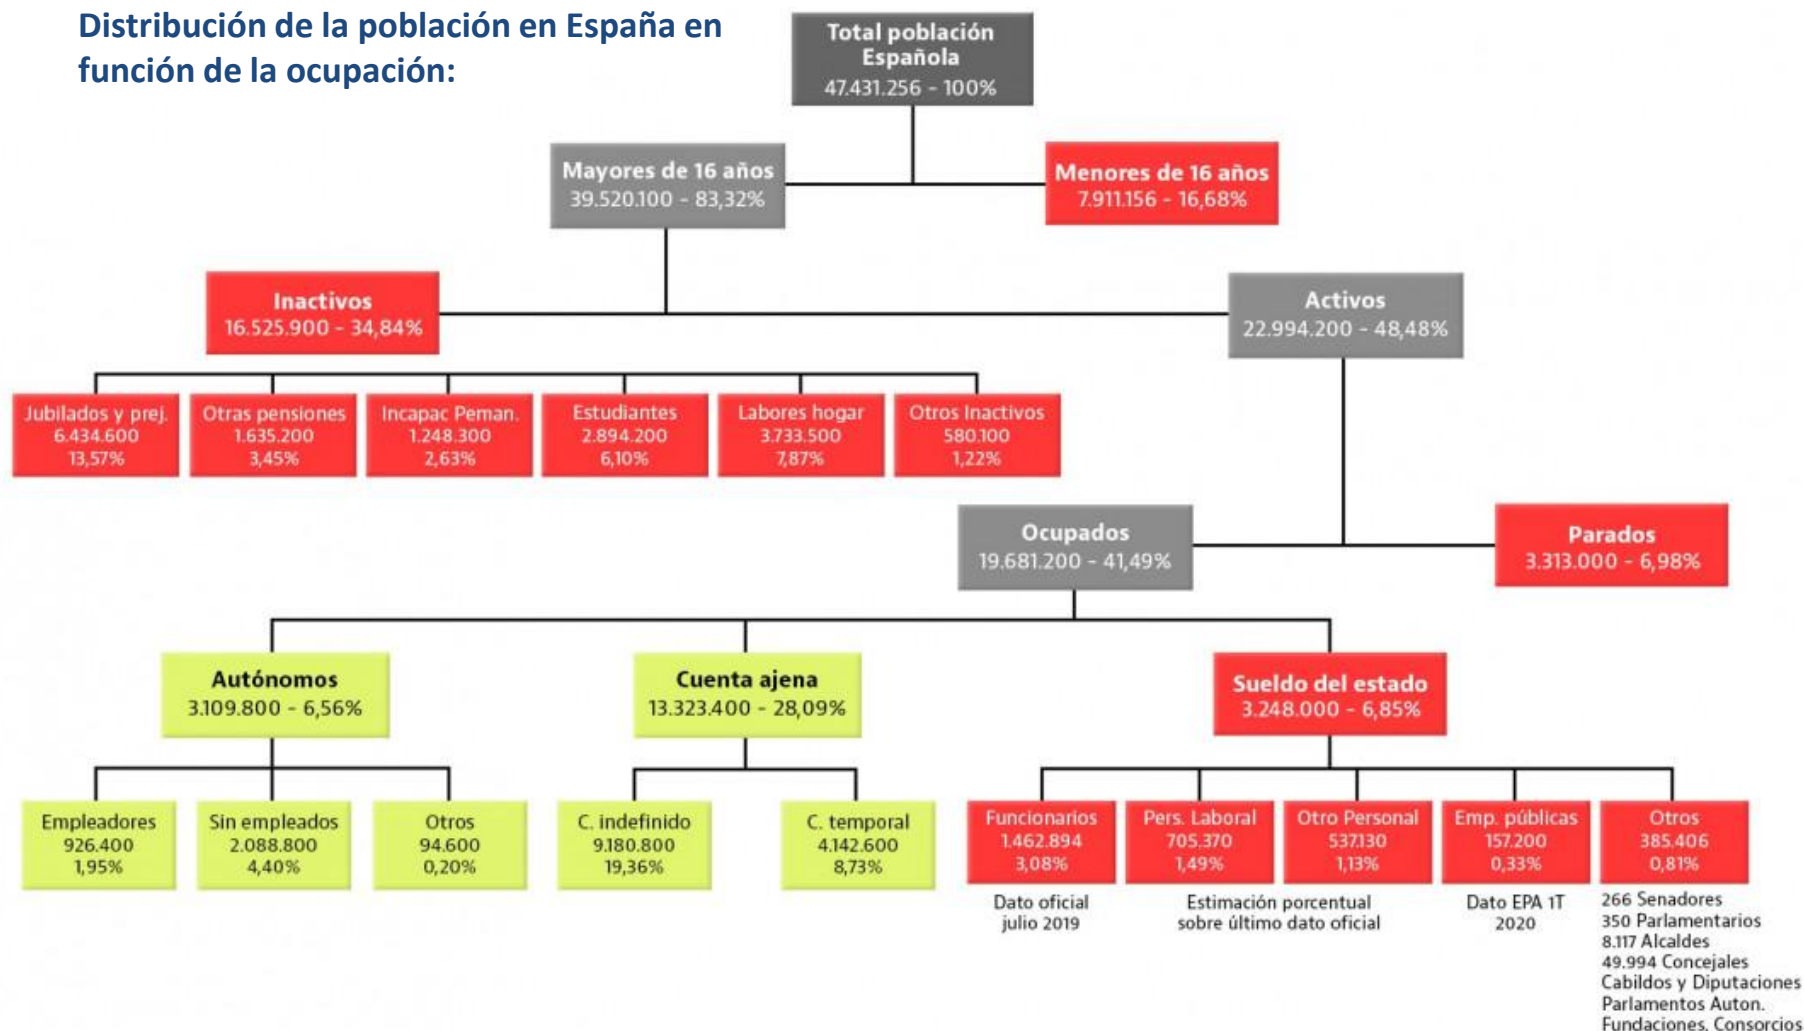 Distribución de la población en España en
función de la ocupación:
Total población
Española
47.431.256 - 100%
Mayores de 16 años
39.520.100 - 83,32%
Menores de 16 años
7.911.156 - 16,68%
Inactivos
16.525.900 - 34,84%
Activos
22.994.200 - 48,48%
Jubilados y prej.
6.434.600
13,57%
Otras pensiones
1.635.200
3,45%
Incapac Peman.
1.248.300
2,63%
Estudiantes
2.894.200
6,10%
Labores hogar
3.733.500
7,87%
Otros Inactivos
580.100
1,22%
Ocupados
19.681.200 - 41,49%
Parados
3.313.000 - 6,98%
Autónomos
3.109.800 - 6,56%
Cuenta ajena
13.323.400 - 28,09%
Sueldo del estado
3.248.000 - 6,85%
Empleadores
926.400
1,95%
Sin empleados
2.088.800
4,40%
Otros
94.600
0,20%
C. indefinido
9.180.800
19,36%
C. temporal
4.142.600
8,73%
Funcionarios
1.462.894
3,08%
Pers. Laboral
705.370
1,49%
Otro Personal
537.130
1,13%
Emp. públicas
157.200
0,33%
Otros
385.406
0,81%
Dato oficial
julio 2019
Estimación porcentual
sobre último dato oficial
Dato EPA 1T
2020
266 Senadores
350 Parlamentarios
8.117 Alcaldes
49.994 Concejales
Cabildos y Diputaciones
Parlamentos Auton.
Fundaciones, Consorcios